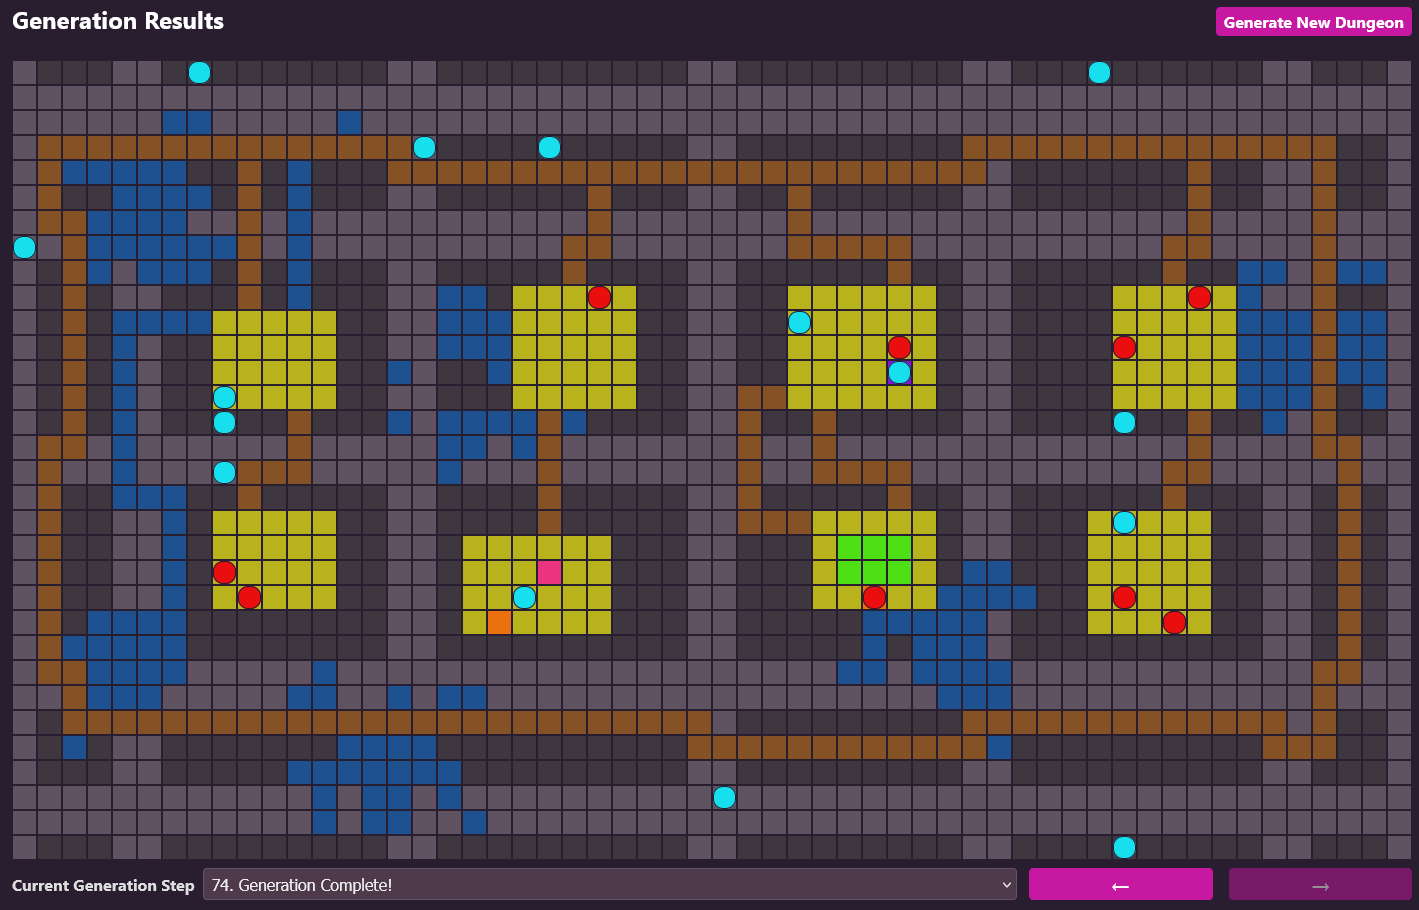 Generation Results
Generate New Dungeon
Current Generation Step
74. Generation Complete!
←
→